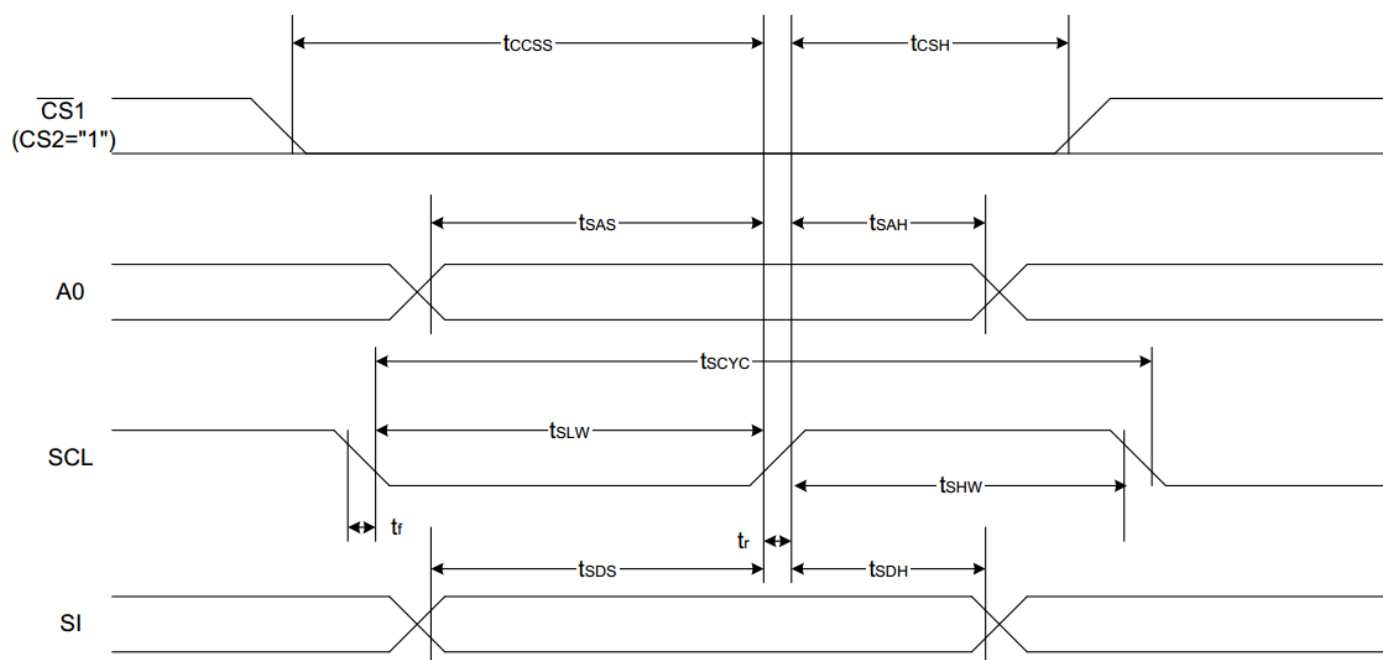 tCCSS
tCSH
CS1
(CS2="1")
tSAS
tSAH
A0
tSCYC
tSLW
SCL
tSHW
tf
tr
tSDS
tSDH
SI